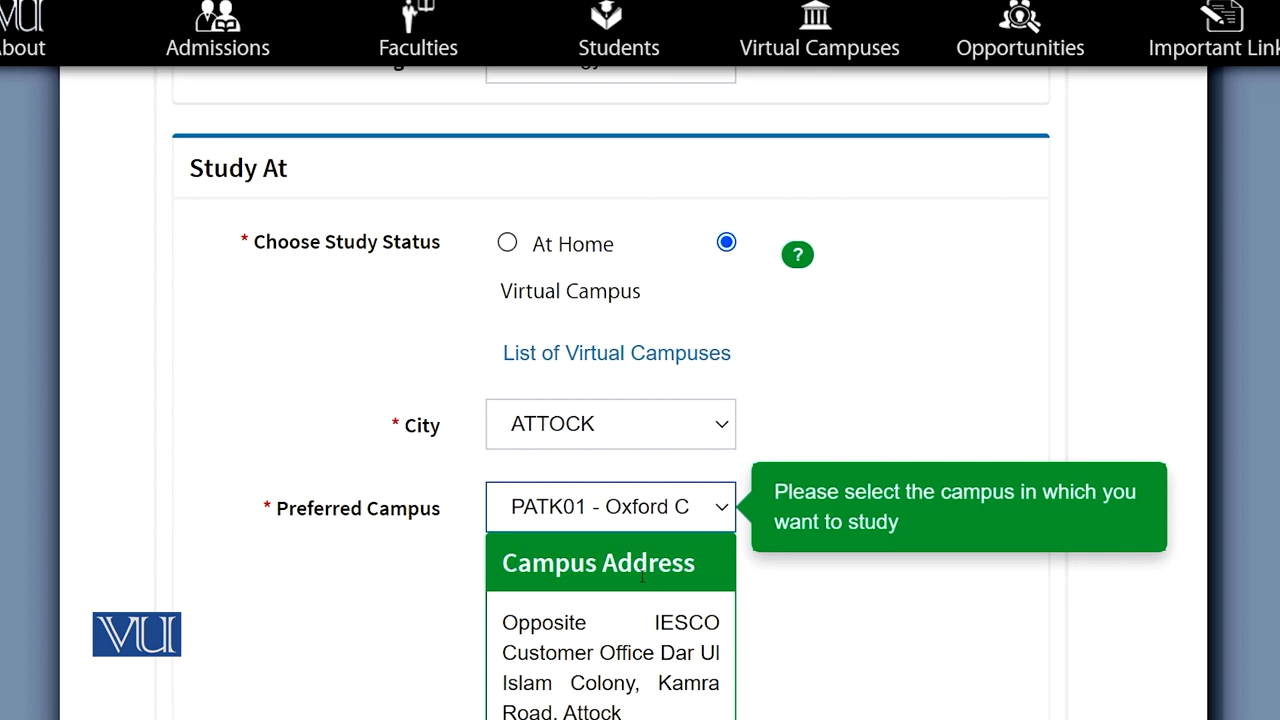 VU
About
Admissions
Faculties
Students
Virtual Campuses
Opportunities
Important Link
Study At
* Choose Study Status
At Home
?
Virtual Campus
List of Virtual Campuses
* City
ATTOCK
* Preferred Campus
PATK01 - Oxford C
Please select the campus in which you
want to study
Campus Address
Opposite IESCO
Customer Office Dar Ul
Islam Colony, Kamra
Road, Attock
VU